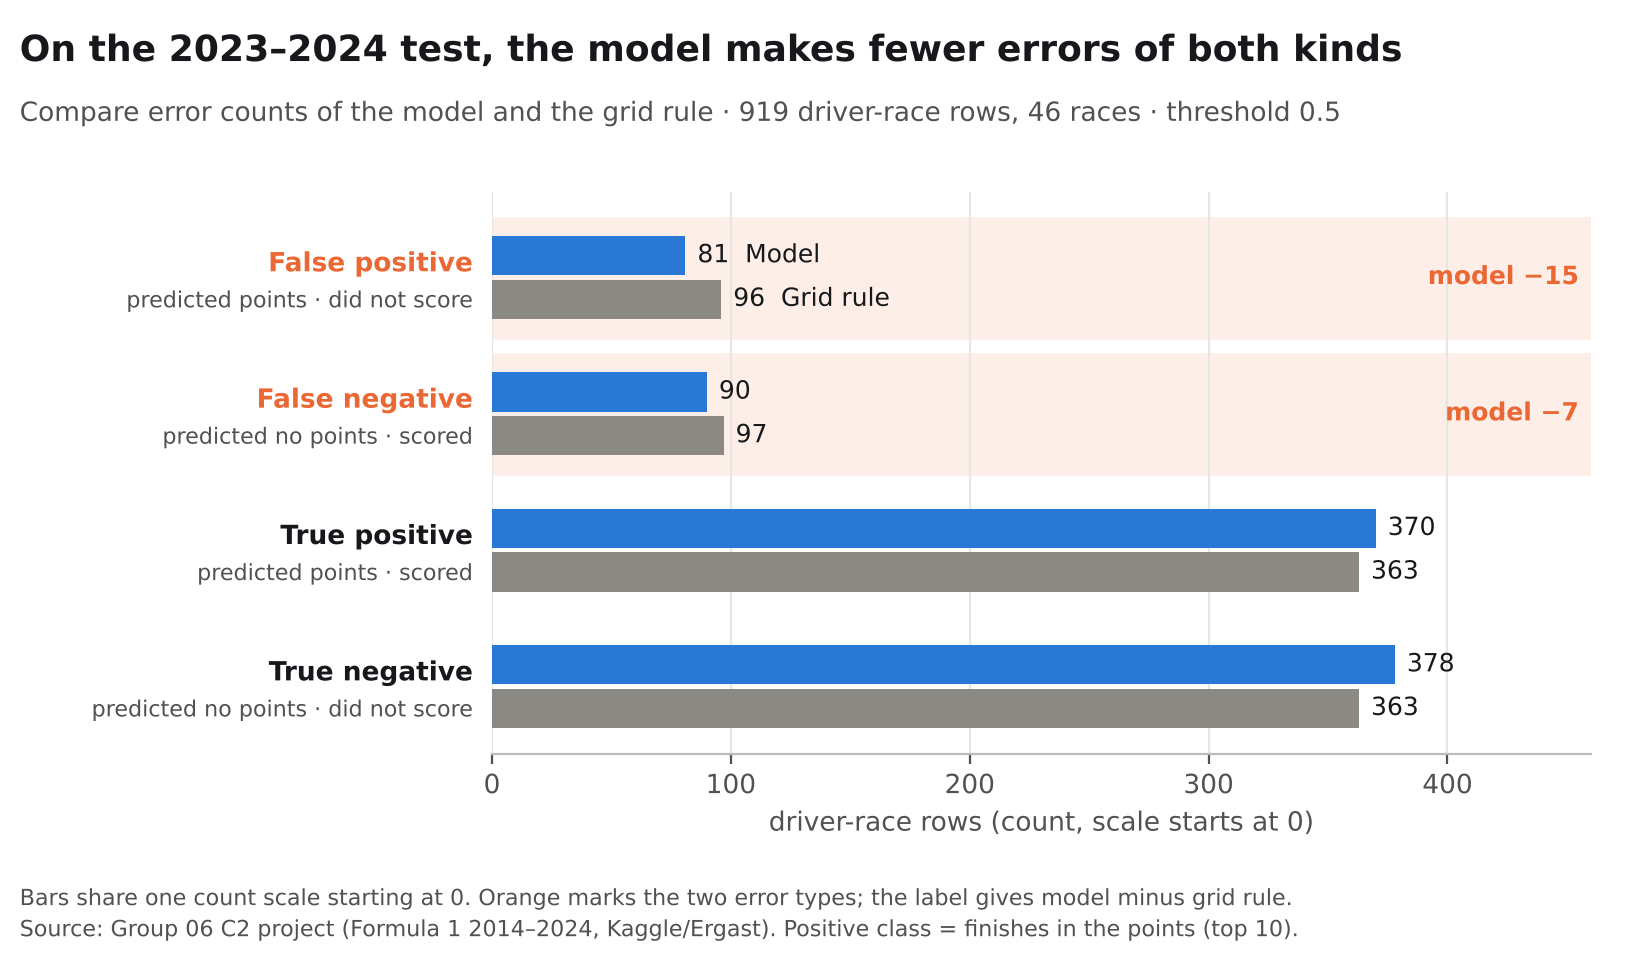 On the 2023–2024 test, the model makes fewer errors of both kinds
Compare error counts of the model and the grid rule · 919 driver-race rows, 46 races · threshold 0.5
False positive
predicted points · did not score
81 Model
96 Grid rule
model −15
False negative
predicted no points · scored
90
97
model −7
True positive
predicted points · scored
370
363
True negative
predicted no points · did not score
378
363
0 100 200 300 400
driver-race rows (count, scale starts at 0)
Bars share one count scale starting at 0. Orange marks the two error types; the label gives model minus grid rule.
Source: Group 06 C2 project (Formula 1 2014–2024, Kaggle/Ergast). Positive class = finishes in the points (top 10).